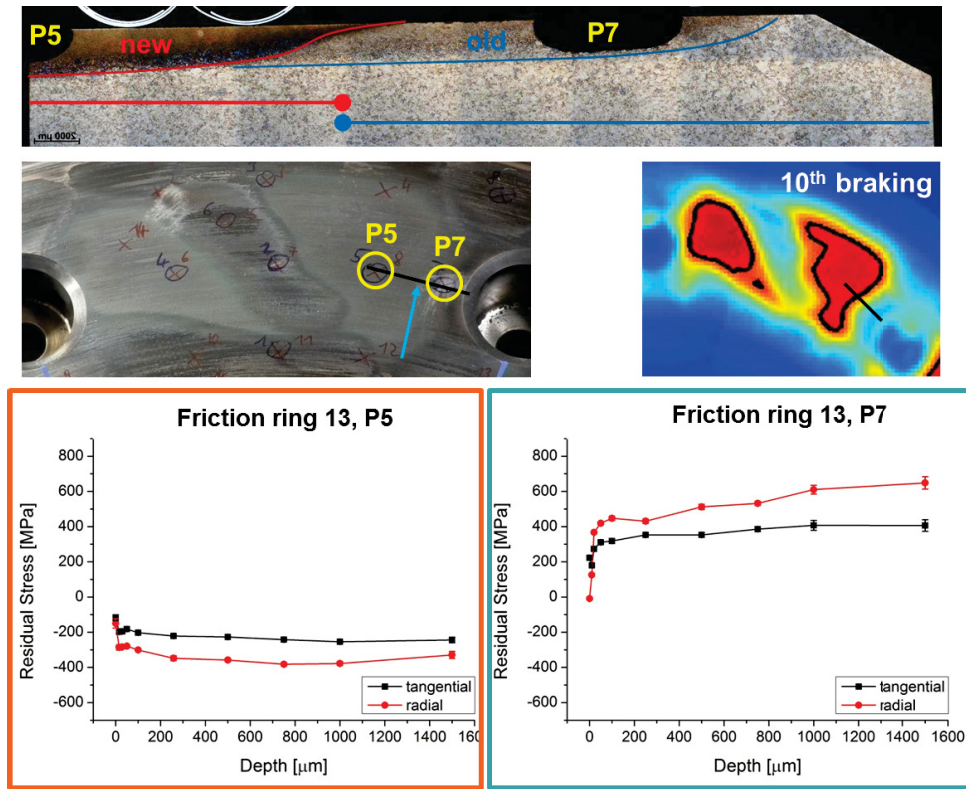 P5
new
old
P7
2000 µm
10th braking
P5
P7
Friction ring 13, P5
Residual Stress [MPa]
800
600
400
200
0
-200
-400
-600
tangential
radial
0 200 400 600 800 1000 1200 1400 1600
Depth [µm]
Friction ring 13, P7
Residual Stress [MPa]
800
600
400
200
0
-200
-400
-600
tangential
radial
0 200 400 600 800 1000 1200 1400 1600
Depth [µm]